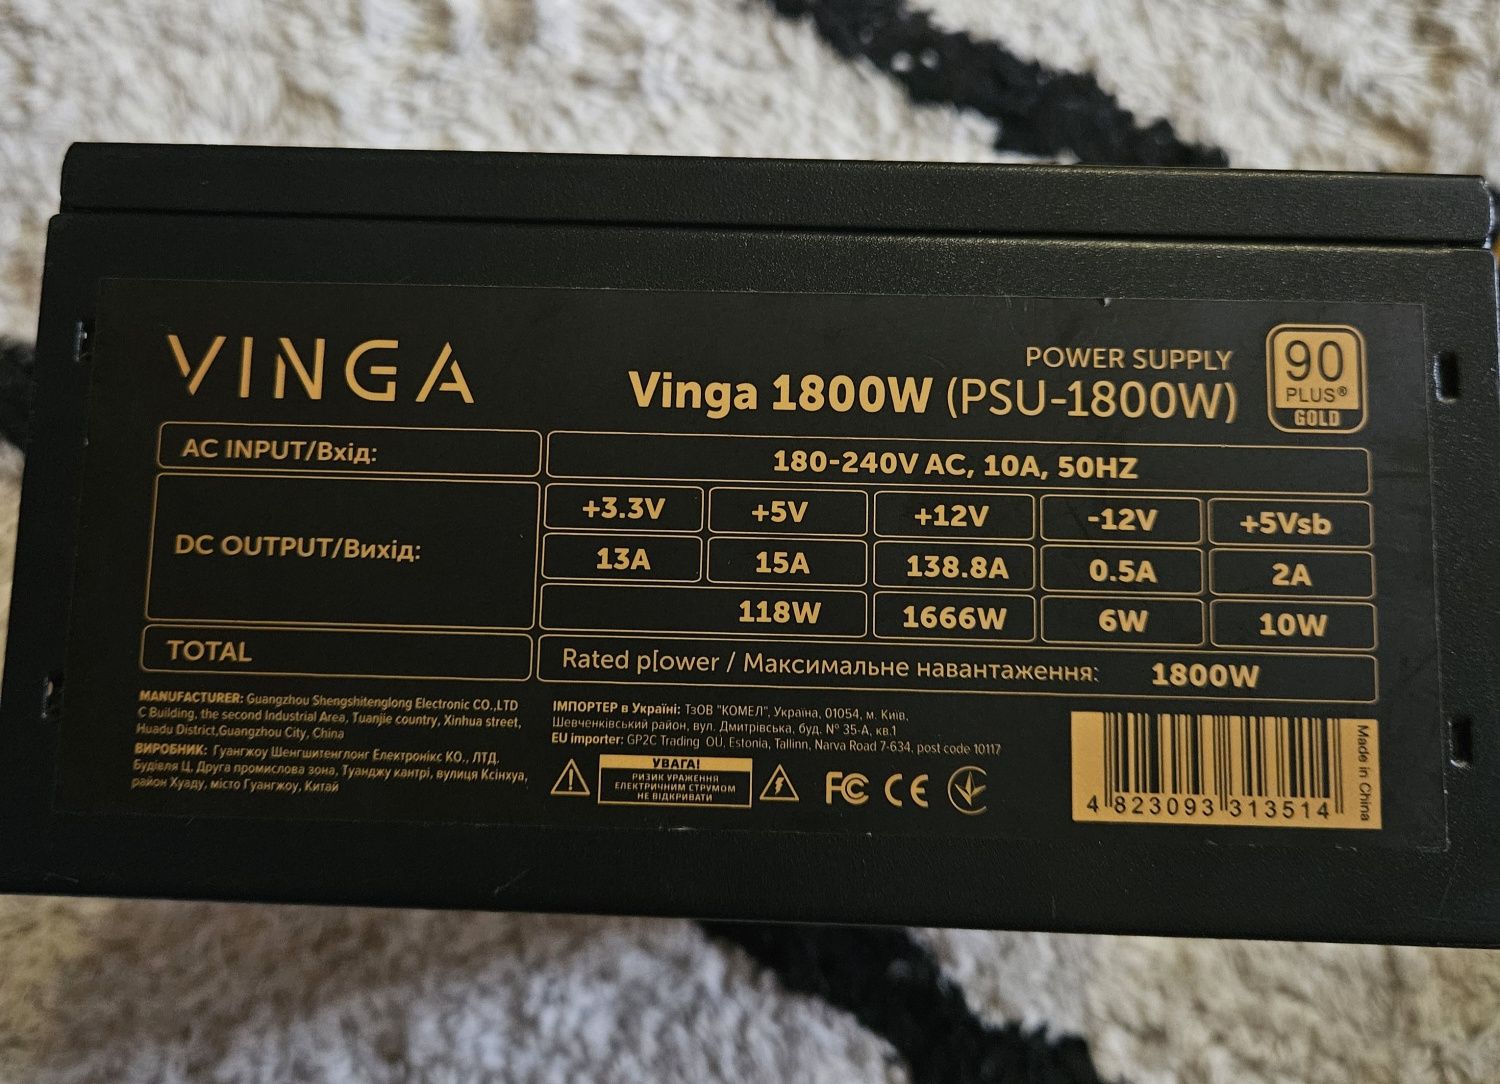 VINGA
POWER SUPPLY
Vinga 1800W (PSU-1800W)
90
PLUS®
GOLD
AC INPUT/Вхід:
180-240V AC, 10A, 50HZ
DC OUTPUT/Вихід:
+3.3V +5V +12V -12V +5Vsb
13A 15A 138.8A 0.5A 2A
118W 1666W 6W 10W
TOTAL
Rated p[ower / Максимальне навантаження: 1800W
MANUFACTURER: Guangzhou Shengshitenglong Electronic CO.,LTD
C Building, the second Industrial Area, Tuanjie country, Xinhua street,
Huadu District,Guangzhou City, China
ВИРОБНИК: Гуангжоу Шенгшитенглонг Електронікс КО., ЛТД.
Будівля Ц, Друга промислова зона, Туанджу кантрі, вулиця Ксінхуа,
район Хуаду, місто Гуангжоу, Китай
ІМПОРТЕР в Україні: ТзОВ "КОМЕЛ", Україна, 01054, м. Київ,
Шевченківський район, вул. Дмитрівська, буд. № 35-А, кв.1
EU importer: GP2C Trading OU, Estonia, Tallinn, Narva Road 7-634, post code 10117
УВАГА!
РИЗИК УРАЖЕННЯ
ЕЛЕКТРИЧНИМ СТРУМОМ
НЕ ВІДКРИВАТИ
FC CE
4 823093 313514
Made in China